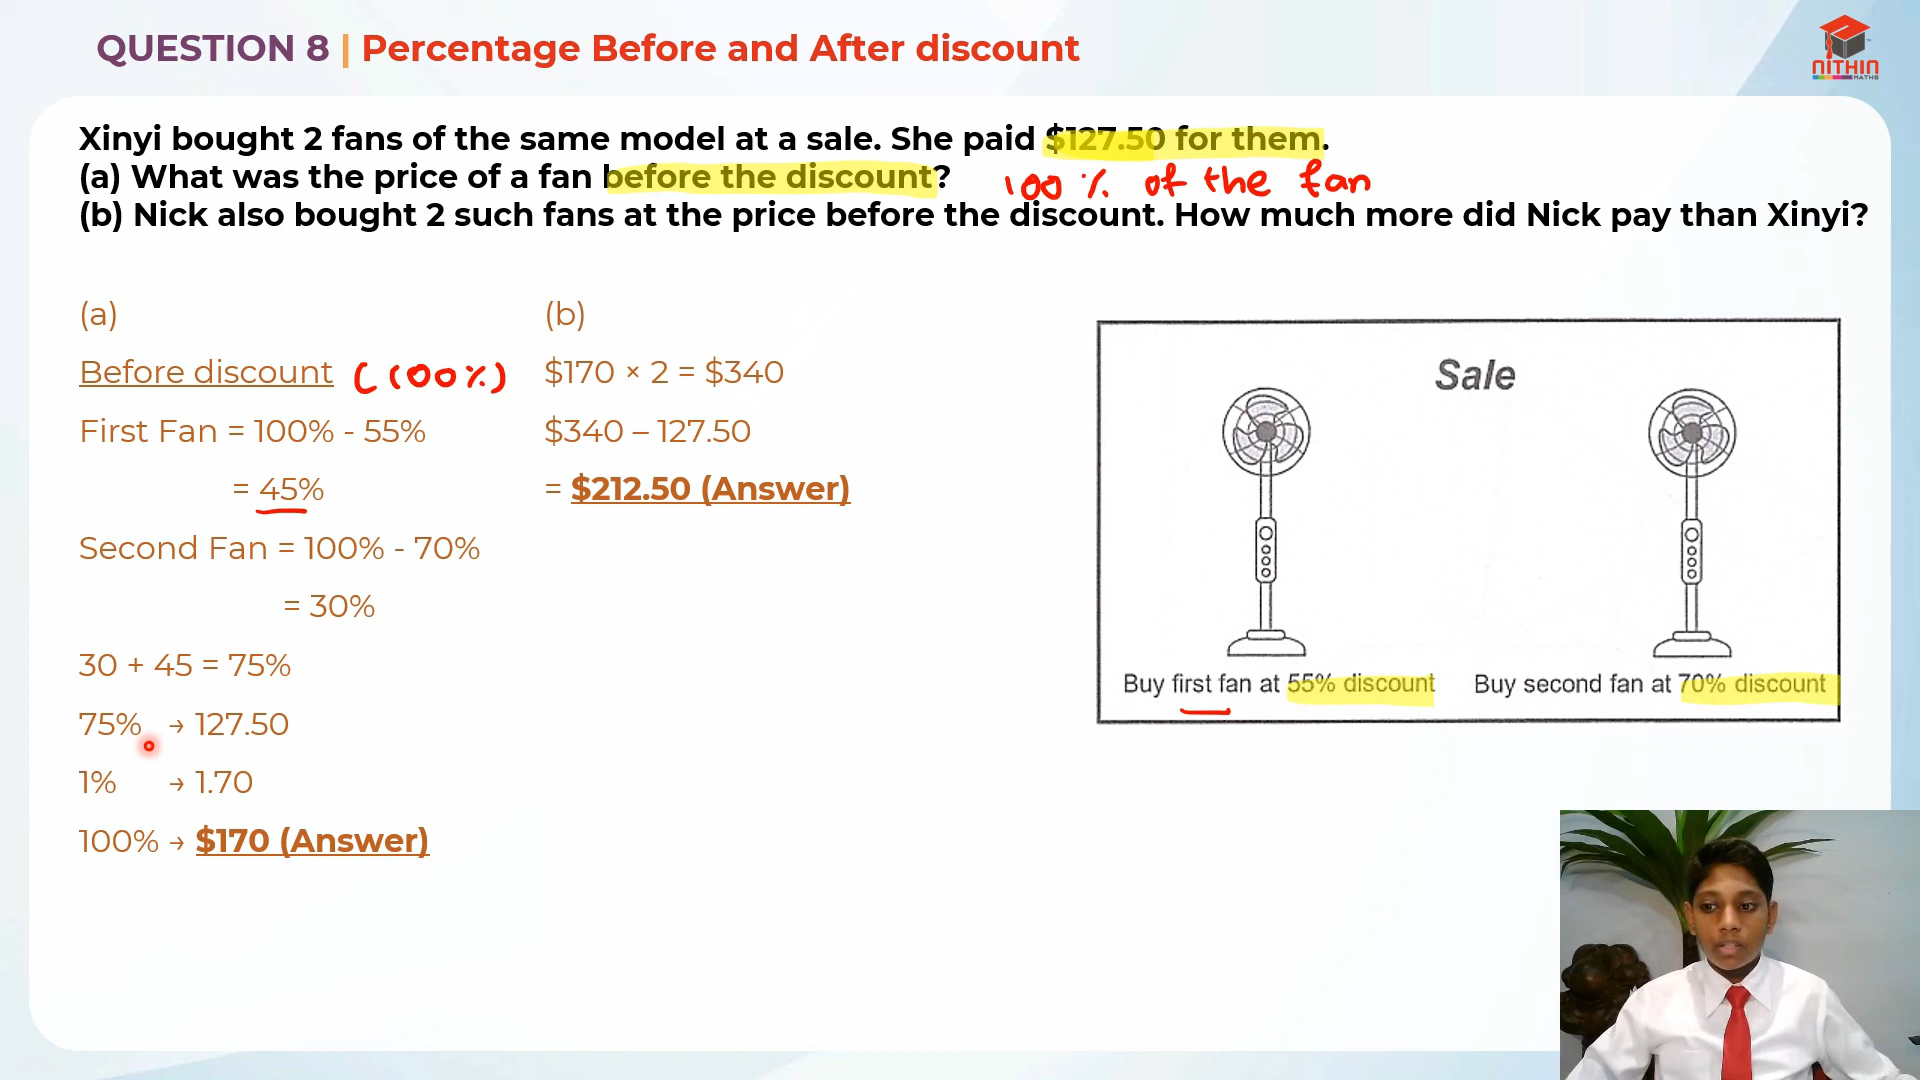 QUESTION 8 | Percentage Before and After discount
NITHIN
MATHS
Xinyi bought 2 fans of the same model at a sale. She paid $127.50 for them.
(a) What was the price of a fan before the discount?
100 % of the fan
(b) Nick also bought 2 such fans at the price before the discount. How much more did Nick pay than Xinyi?
(a)
Before discount (100%)
First Fan = 100% - 55%
= 45%
Second Fan = 100% - 70%
= 30%
30 + 45 = 75%
75% → 127.50
1% → 1.70
100% → $170 (Answer)
(b)
$170 × 2 = $340
$340 – 127.50
= $212.50 (Answer)
Sale
Buy first fan at 55% discount
Buy second fan at 70% discount